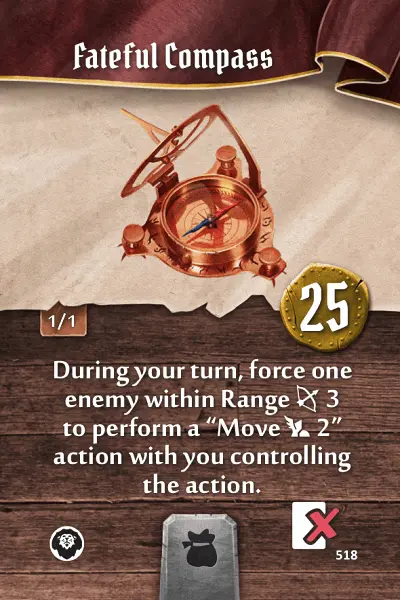 Fateful Compass
25
1/1
During your turn, force one
enemy within Range 3
to perform a “Move 2”
action with you controlling
the action.
518